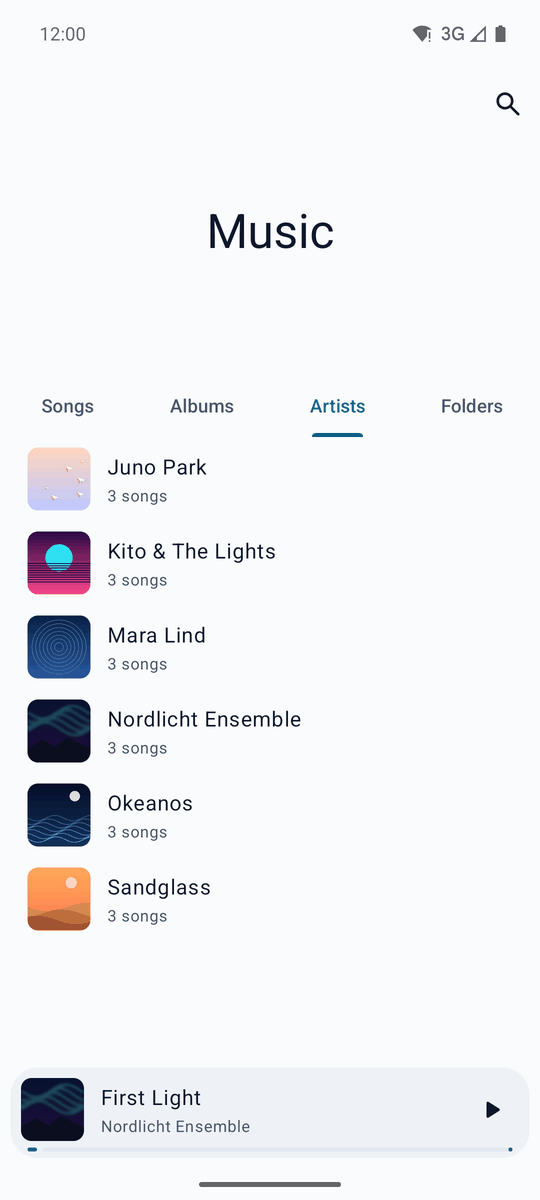 12:00
3G
Music
Songs
Albums
Artists
Folders
Juno Park
3 songs
Kito & The Lights
3 songs
Mara Lind
3 songs
Nordlicht Ensemble
3 songs
Okeanos
3 songs
Sandglass
3 songs
First Light
Nordlicht Ensemble